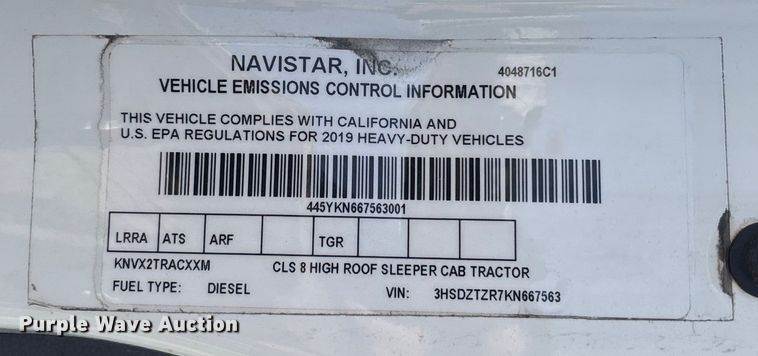 NAVISTAR, INC.
4048716C1
VEHICLE EMISSIONS CONTROL INFORMATION
THIS VEHICLE COMPLIES WITH CALIFORNIA AND
U.S. EPA REGULATIONS FOR 2019 HEAVY-DUTY VEHICLES
445YKN667563001
LRRA ATS ARF TGR
KNVX2TRACXXM CLS 8 HIGH ROOF SLEEPER CAB TRACTOR
FUEL TYPE: DIESEL VIN: 3HSDZTZR7KN667563
Purple Wave Auction